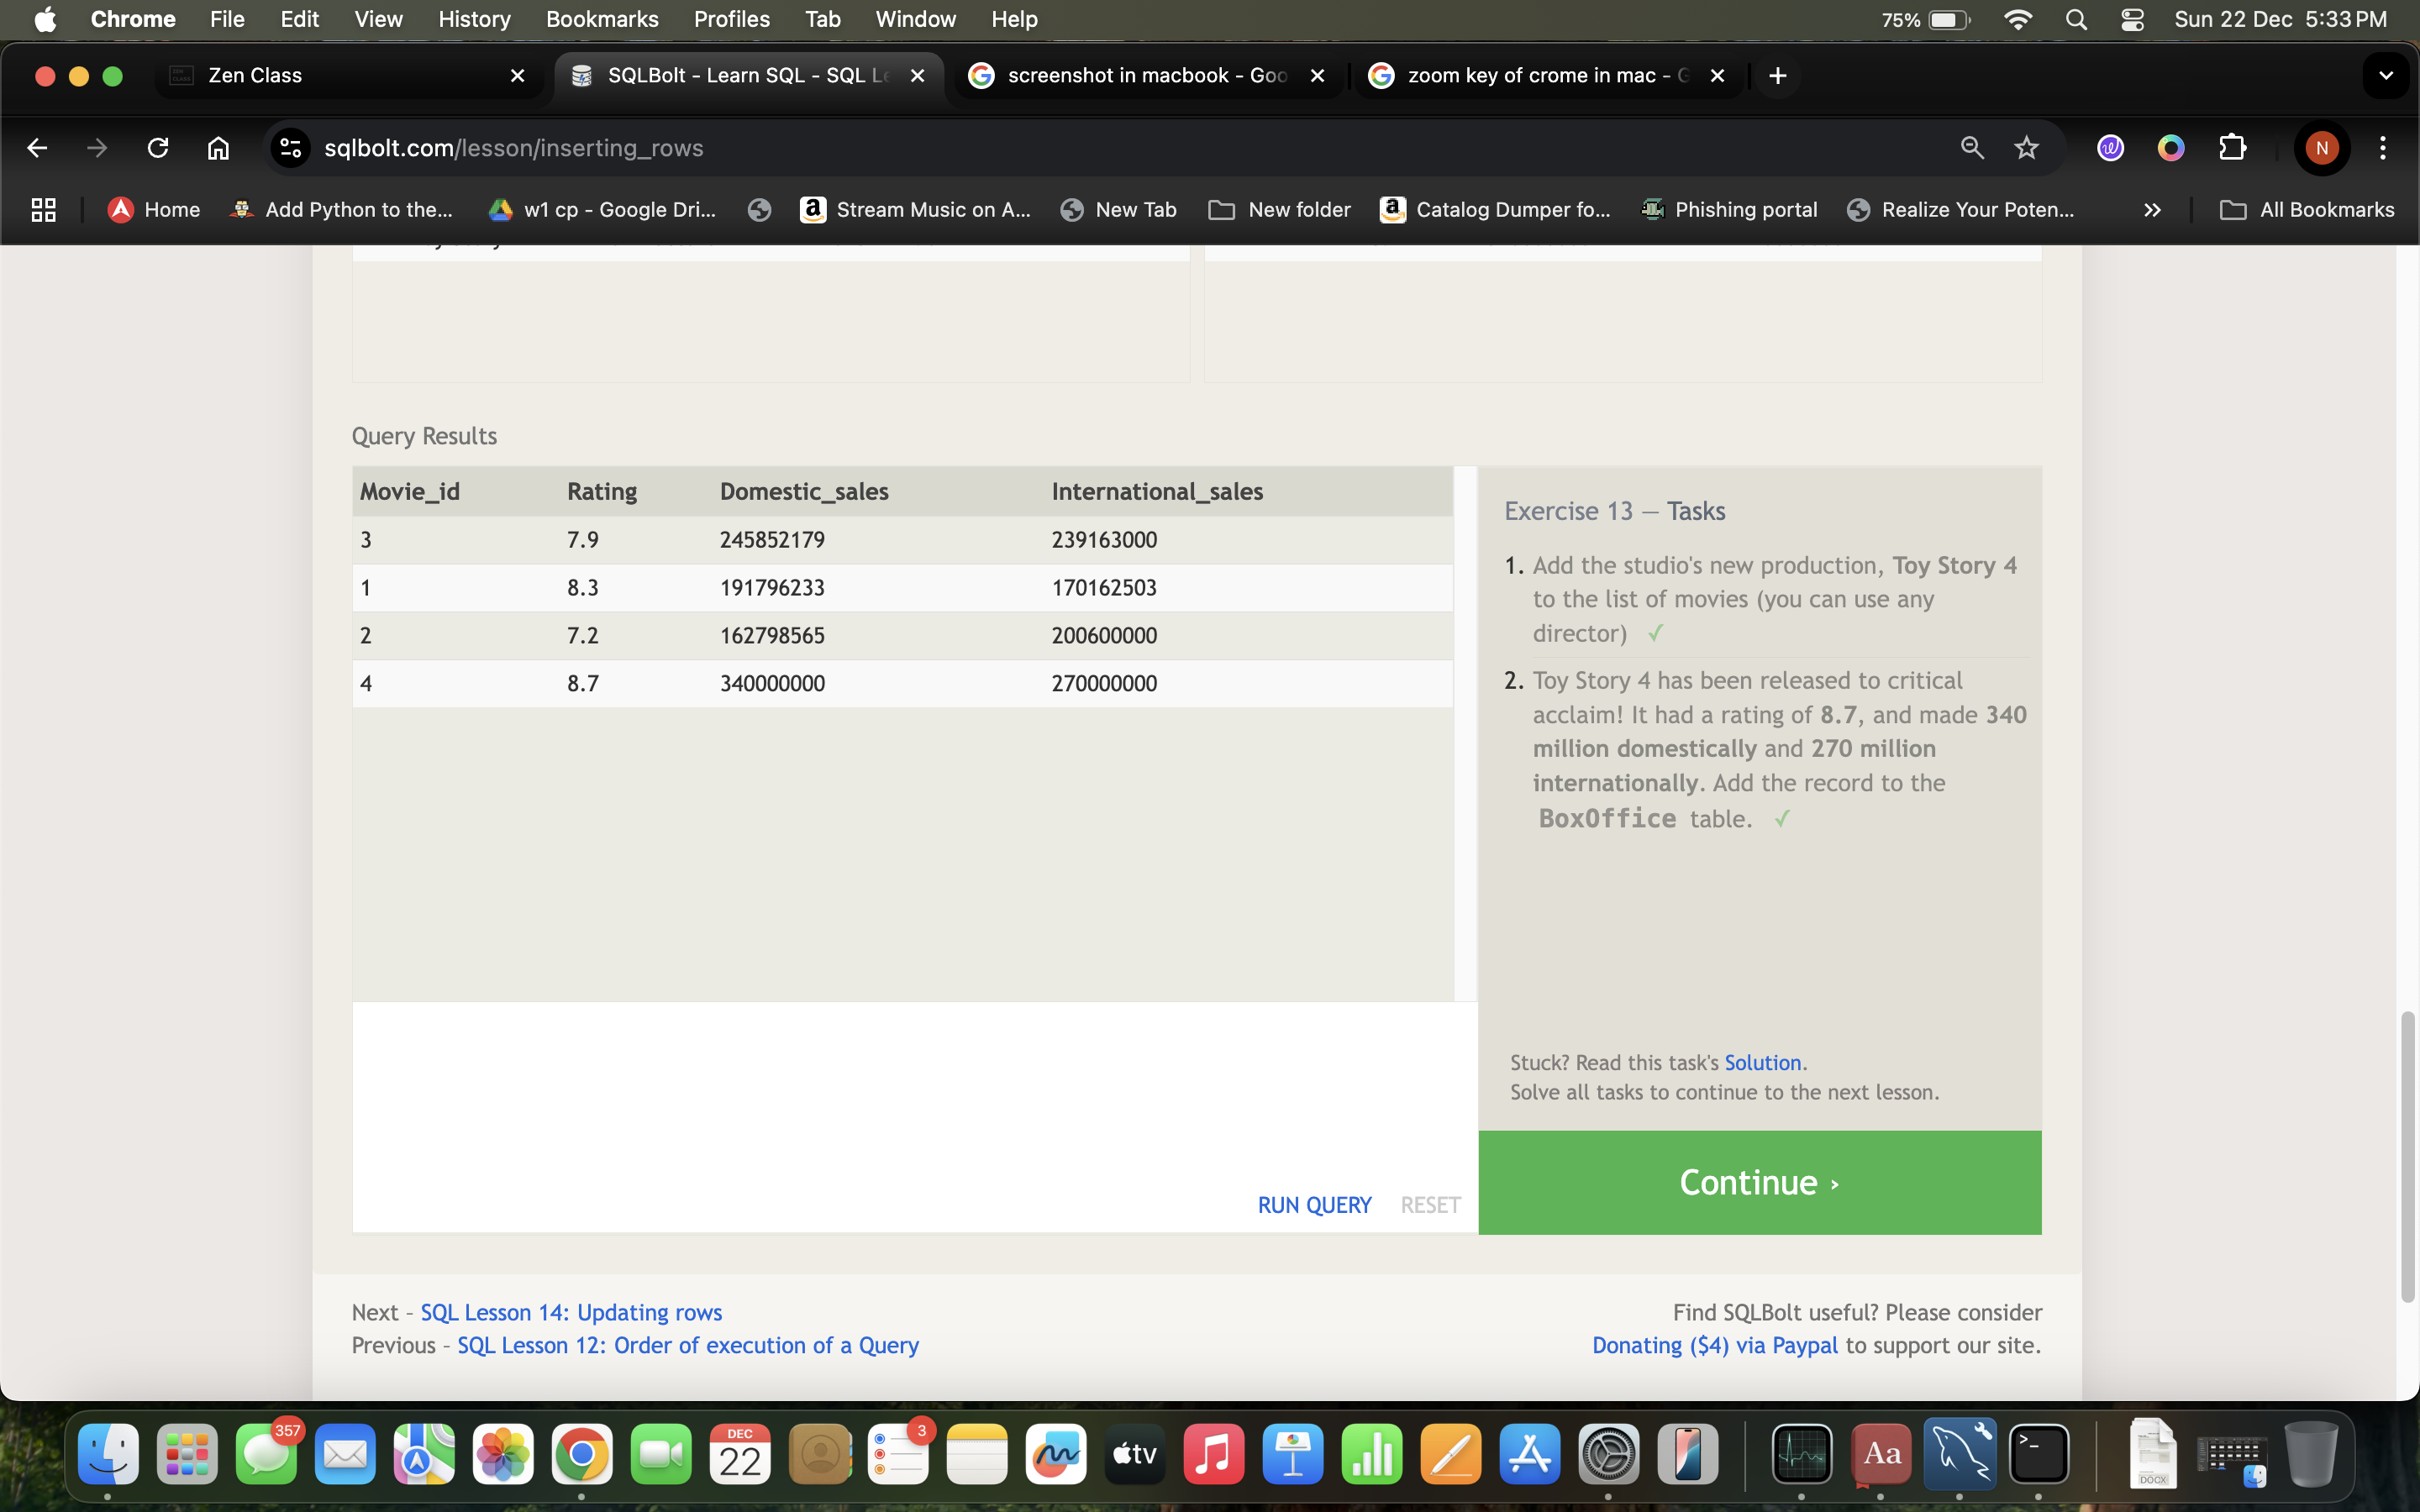 Chrome File Edit View History Bookmarks Profiles Tab Window Help 75% Sun 22 Dec 5:33 PM
Zen Class SQLBolt - Learn SQL - SQL Le screenshot in macbook - Goo zoom key of crome in mac - G
sqlbolt.com/lesson/inserting_rows N
Home Add Python to the... w1 cp - Google Dri... Stream Music on A... New Tab New folder Catalog Dumper fo... Phishing portal Realize Your Poten... All Bookmarks
Query Results
Movie_id Rating Domestic_sales International_sales
3 7.9 245852179 239163000
1 8.3 191796233 170162503
2 7.2 162798565 200600000
4 8.7 340000000 270000000
RUN QUERY RESET
Exercise 13 — Tasks
1. Add the studio's new production, Toy Story 4
to the list of movies (you can use any
director) ✓
2. Toy Story 4 has been released to critical
acclaim! It had a rating of 8.7, and made 340
million domestically and 270 million
internationally. Add the record to the
BoxOffice table. ✓
Stuck? Read this task's Solution.
Solve all tasks to continue to the next lesson.
Continue ›
Next – SQL Lesson 14: Updating rows
Previous – SQL Lesson 12: Order of execution of a Query
Find SQLBolt useful? Please consider
Donating ($4) via Paypal to support our site.
357 DEC 22 3 tv Aa >_ DOCX